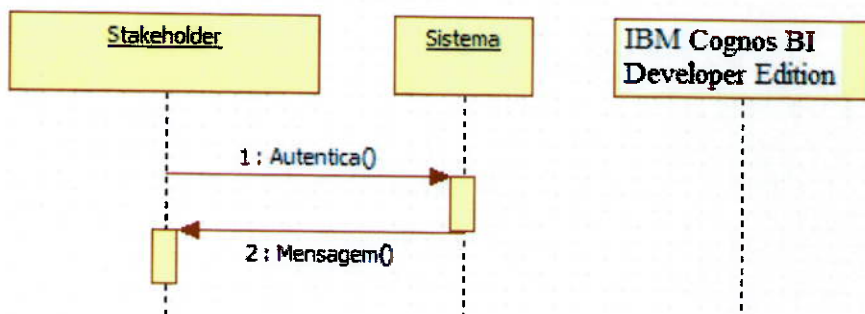 Stakeholder
Sistema
IBM Cognos BI
Developer Edition
1 : Autentica()
2 : Mensagem()